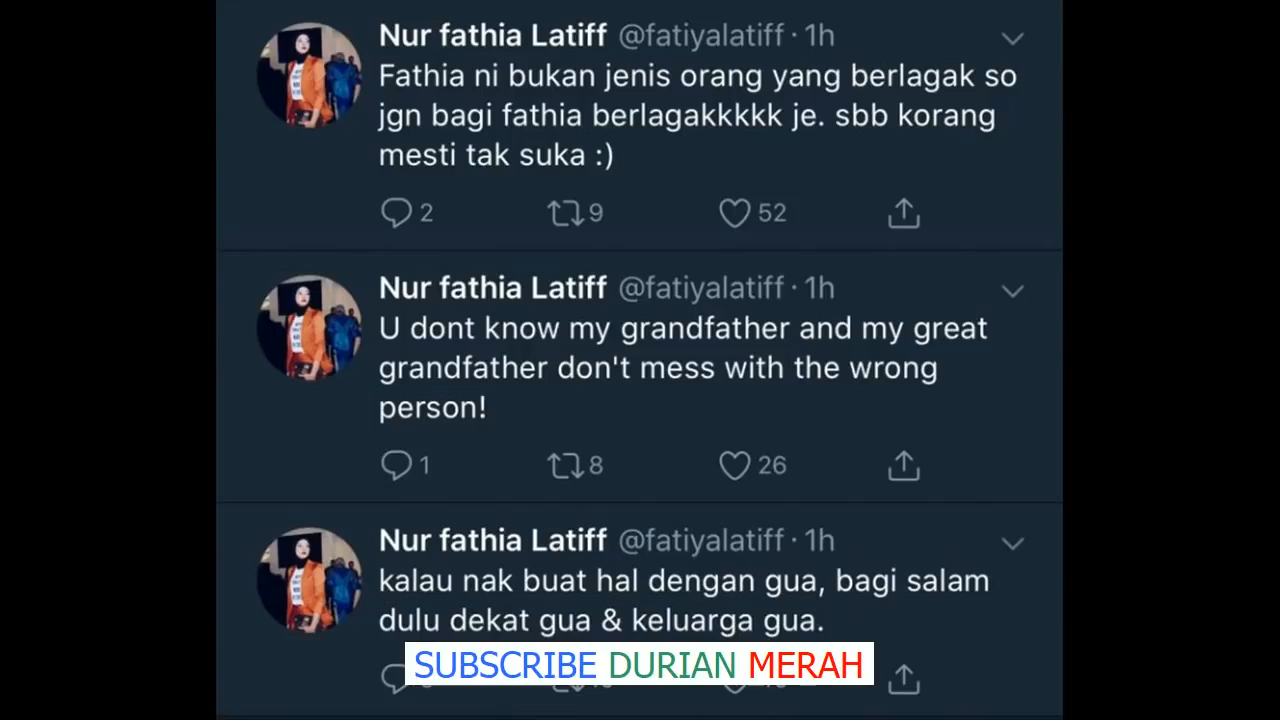 Nur fathia Latiff @fatiyalatiff · 1h
Fathia ni bukan jenis orang yang berlagak so
jgn bagi fathia berlagakkkkk je. sbb korang
mesti tak suka :)
2 9 52
Nur fathia Latiff @fatiyalatiff · 1h
U dont know my grandfather and my great
grandfather don't mess with the wrong
person!
1 8 26
Nur fathia Latiff @fatiyalatiff · 1h
kalau nak buat hal dengan gua, bagi salam
dulu dekat gua & keluarga gua.
SUBSCRIBE DURIAN MERAH